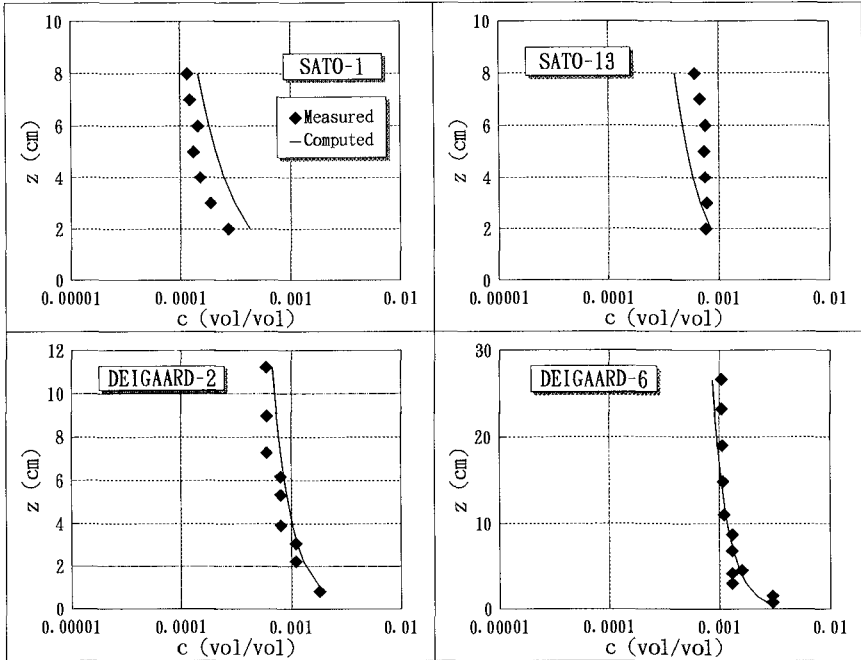 10
8
6
4
2
0
z (cm)
SATO-1
◆Measured
—Computed
0.00001
0.0001
0.001
0.01
c (vol/vol)
10
8
6
4
2
0
z (cm)
SATO-13
0.00001
0.0001
0.001
0.01
c (vol/vol)
12
10
8
6
4
2
0
z (cm)
DEIGAARD-2
0.00001
0.0001
0.001
0.01
c (vol/vol)
30
20
10
0
z (cm)
DEIGAARD-6
0.00001
0.0001
0.001
0.01
c (vol/vol)